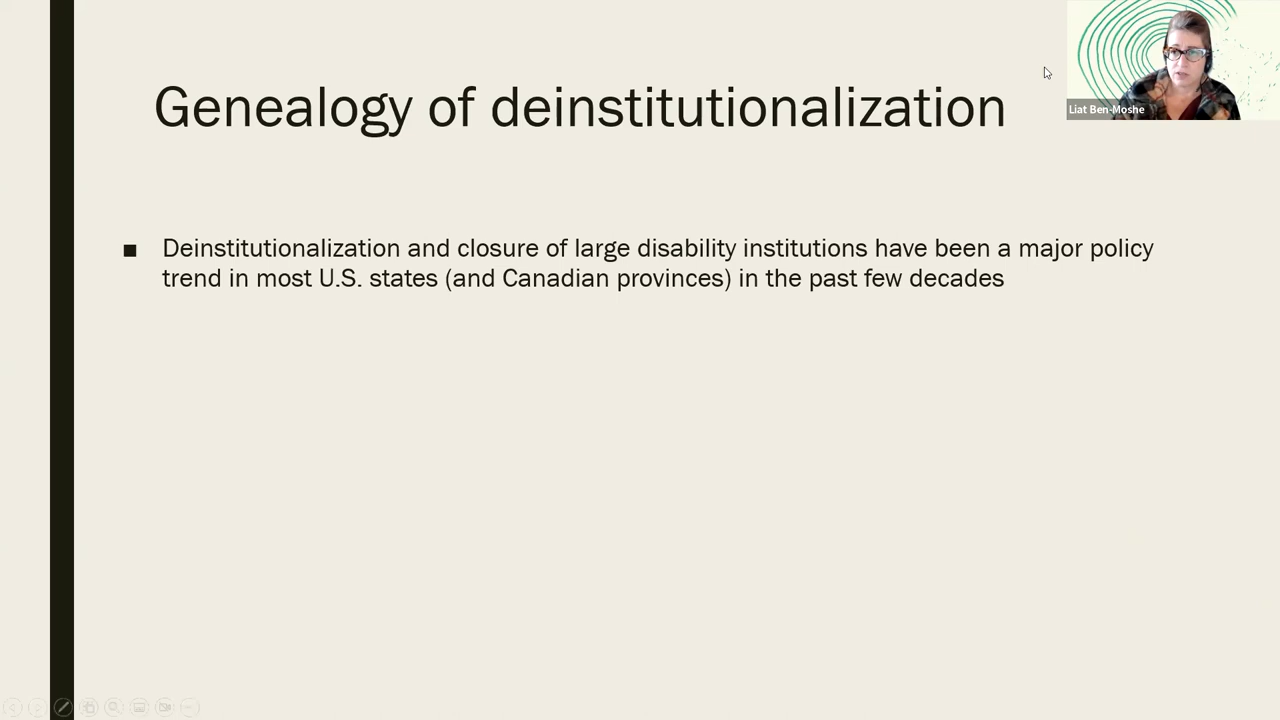 Genealogy of deinstitutionalization
Liat Ben-Moshe
■ Deinstitutionalization and closure of large disability institutions have been a major policy
trend in most U.S. states (and Canadian provinces) in the past few decades